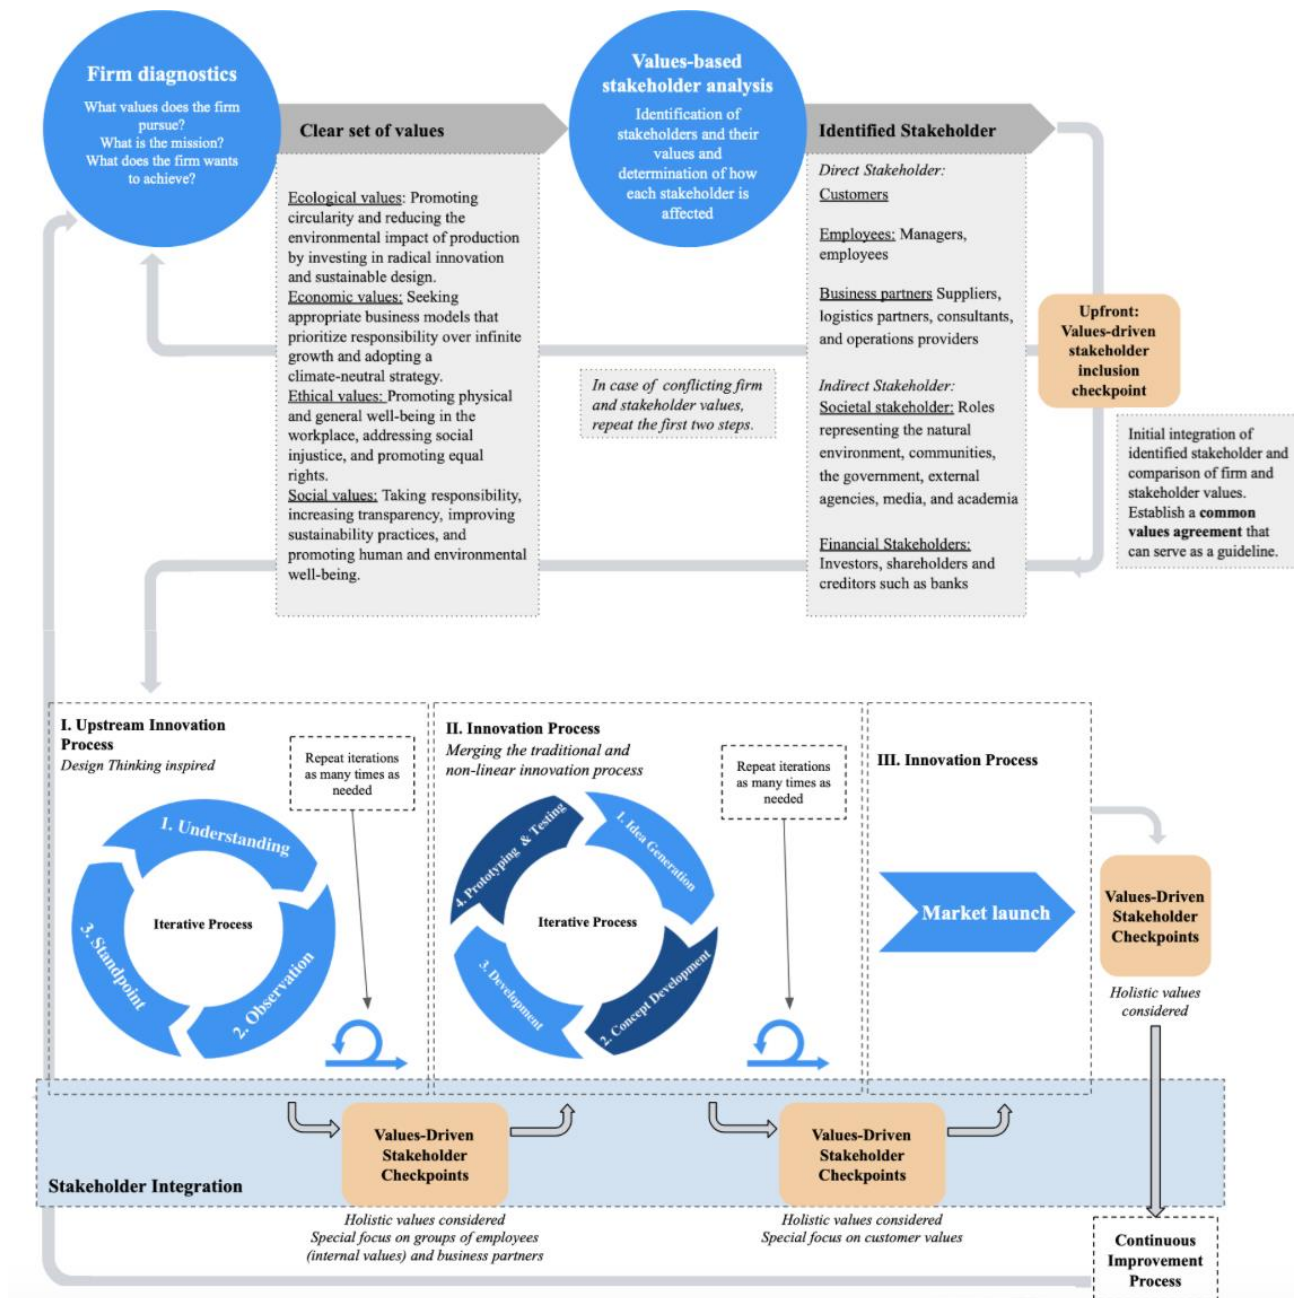 Firm diagnostics
What values does the firm
pursue?
What is the mission?
What does the firm wants
to achieve?
Clear set of values
Ecological values: Promoting
circularity and reducing the
environmental impact of production
by investing in radical innovation
and sustainable design.
Economic values: Seeking
appropriate business models that
prioritize responsibility over infinite
growth and adopting a
climate-neutral strategy.
Ethical values: Promoting physical
and general well-being in the
workplace, addressing social
injustice, and promoting equal
rights.
Social values: Taking responsibility,
increasing transparency, improving
sustainability practices, and
promoting human and environmental
well-being.
Values-based
stakeholder analysis
Identification of
stakeholders and their
values and
determination of how
each stakeholder is
affected
Identified Stakeholder
Direct Stakeholder:
Customers
Employees: Managers,
employees
Business partners Suppliers,
logistics partners, consultants,
and operations providers
Indirect Stakeholder:
Societal stakeholder: Roles
representing the natural
environment, communities,
the government, external
agencies, media, and academia
Financial Stakeholders:
Investors, shareholders and
creditors such as banks
In case of conflicting firm
and stakeholder values,
repeat the first two steps.
Upfront:
Values-driven
stakeholder
inclusion
checkpoint
Initial integration of
identified stakeholder and
comparison of firm and
stakeholder values.
Establish a common
values agreement that
can serve as a guideline.
I. Upstream Innovation
Process
Design Thinking inspired
Repeat iterations
as many times as
needed
1. Understanding
2. Observation
3. Standpoint
Iterative Process
II. Innovation Process
Merging the traditional and
non-linear innovation process
Repeat iterations
as many times as
needed
1. Idea Generation
2. Concept Development
3. Development
4. Prototyping & Testing
Iterative Process
III. Innovation Process
Market launch
Values-Driven
Stakeholder
Checkpoints
Holistic values
considered
Stakeholder Integration
Values-Driven
Stakeholder
Checkpoints
Holistic values considered
Special focus on groups of employees
(internal values) and business partners
Values-Driven
Stakeholder
Checkpoints
Holistic values considered
Special focus on customer values
Continuous
Improvement
Process